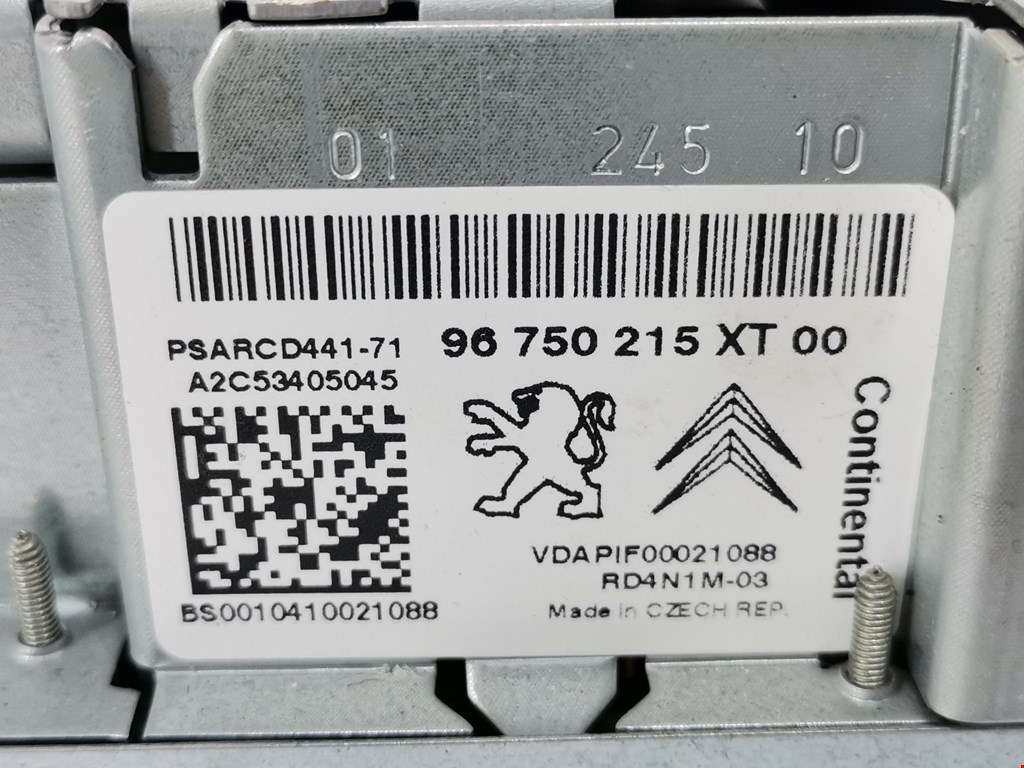 01 245 10
PSARCD441-71
96 750 215 XT 00
A2C53405045
Continental
VDAPIF00021088
RD4N1M-03
BS0010410021088
Made in CZECH REP.